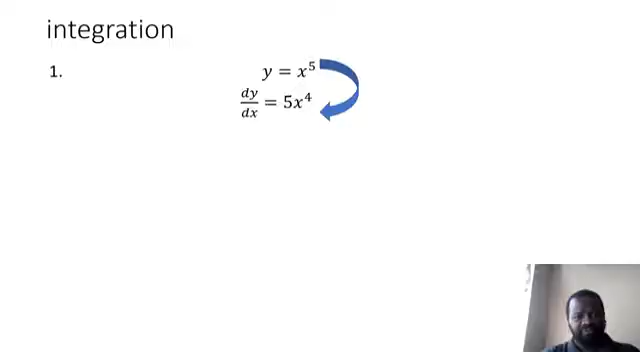 integration
1.
y = x⁵
dy/dx = 5x⁴